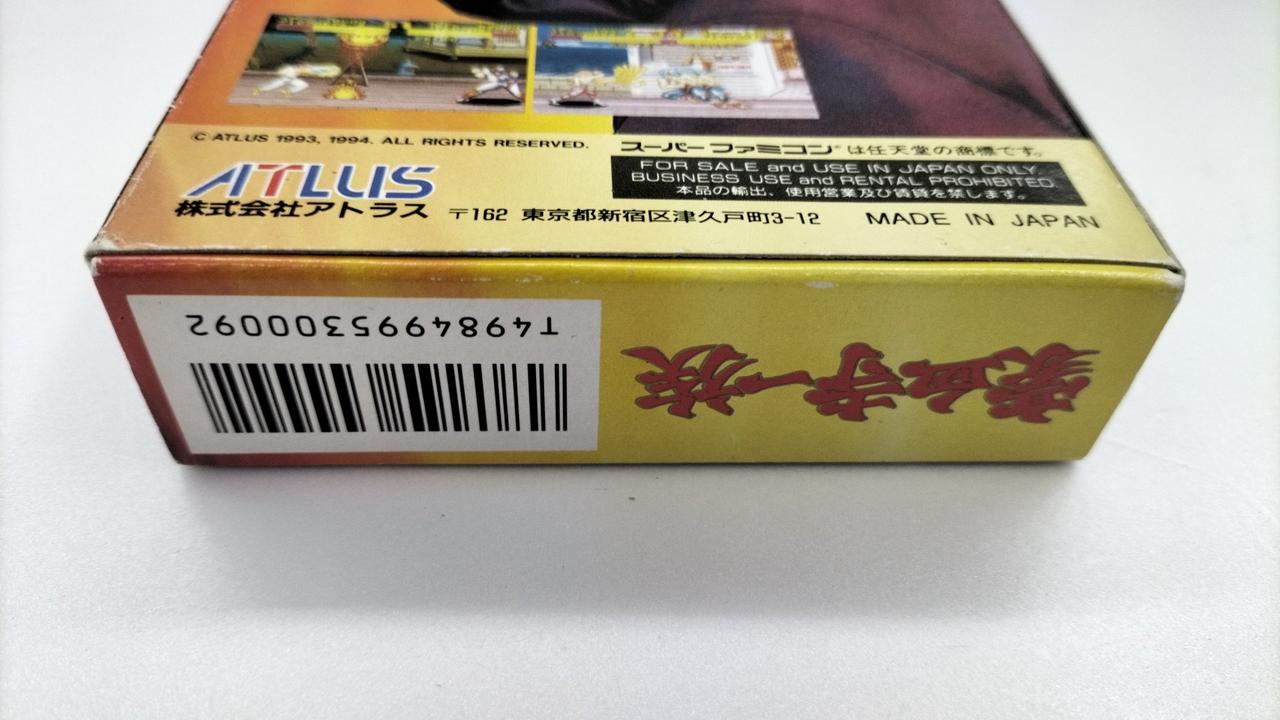 © ATLUS 1993, 1994. ALL RIGHTS RESERVED.
ATLUS
株式会社アトラス 〒162 東京都新宿区津久戸町3-12
スーパーファミコン®は任天堂の商標です。
FOR SALE and USE IN JAPAN ONLY.
BUSINESS USE and RENTAL PROHIBITED.
本品の輸出、使用営業及び賃貸を禁じます。
MADE IN JAPAN
T4984995300092
豪血寺一族